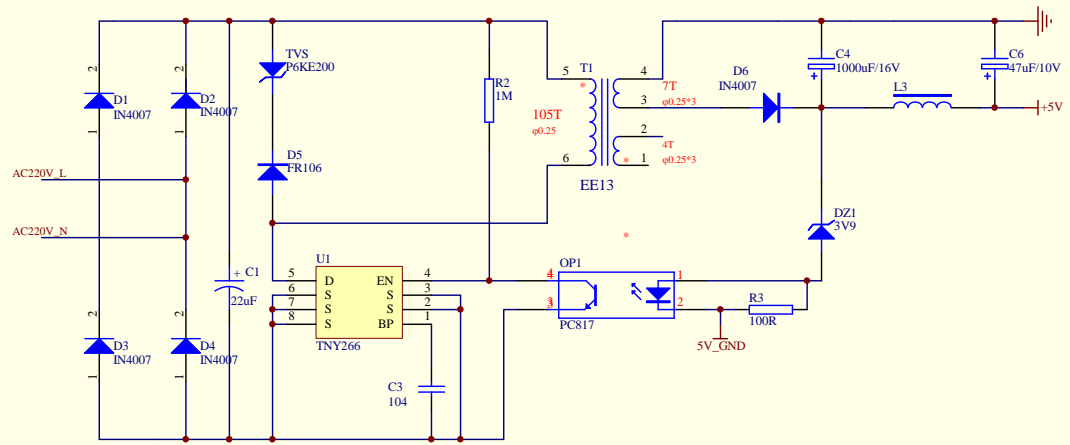 TVS
P6KE200
2
D1
IN4007
1
2
D2
IN4007
1
R2
1M
T1
5
*
105T
φ0.25
6
EE13
4
7T
3
φ0.25*3
2
4T
φ0.25*3
*
1
D6
IN4007
C4
1000uF/16V
+
C6
47uF/10V
+
L3
+5V
D5
FR106
AC220V_L
AC220V_N
*
DZ1
3V9
+ C1
22uF
U1
5 D EN 4
6 S S 3
7 S S 2
8 S BP 1
TNY266
OP1
4
3
1
2
PC817
R3
100R
5V_GND
2
D3
IN4007
1
2
D4
IN4007
1
C3
104